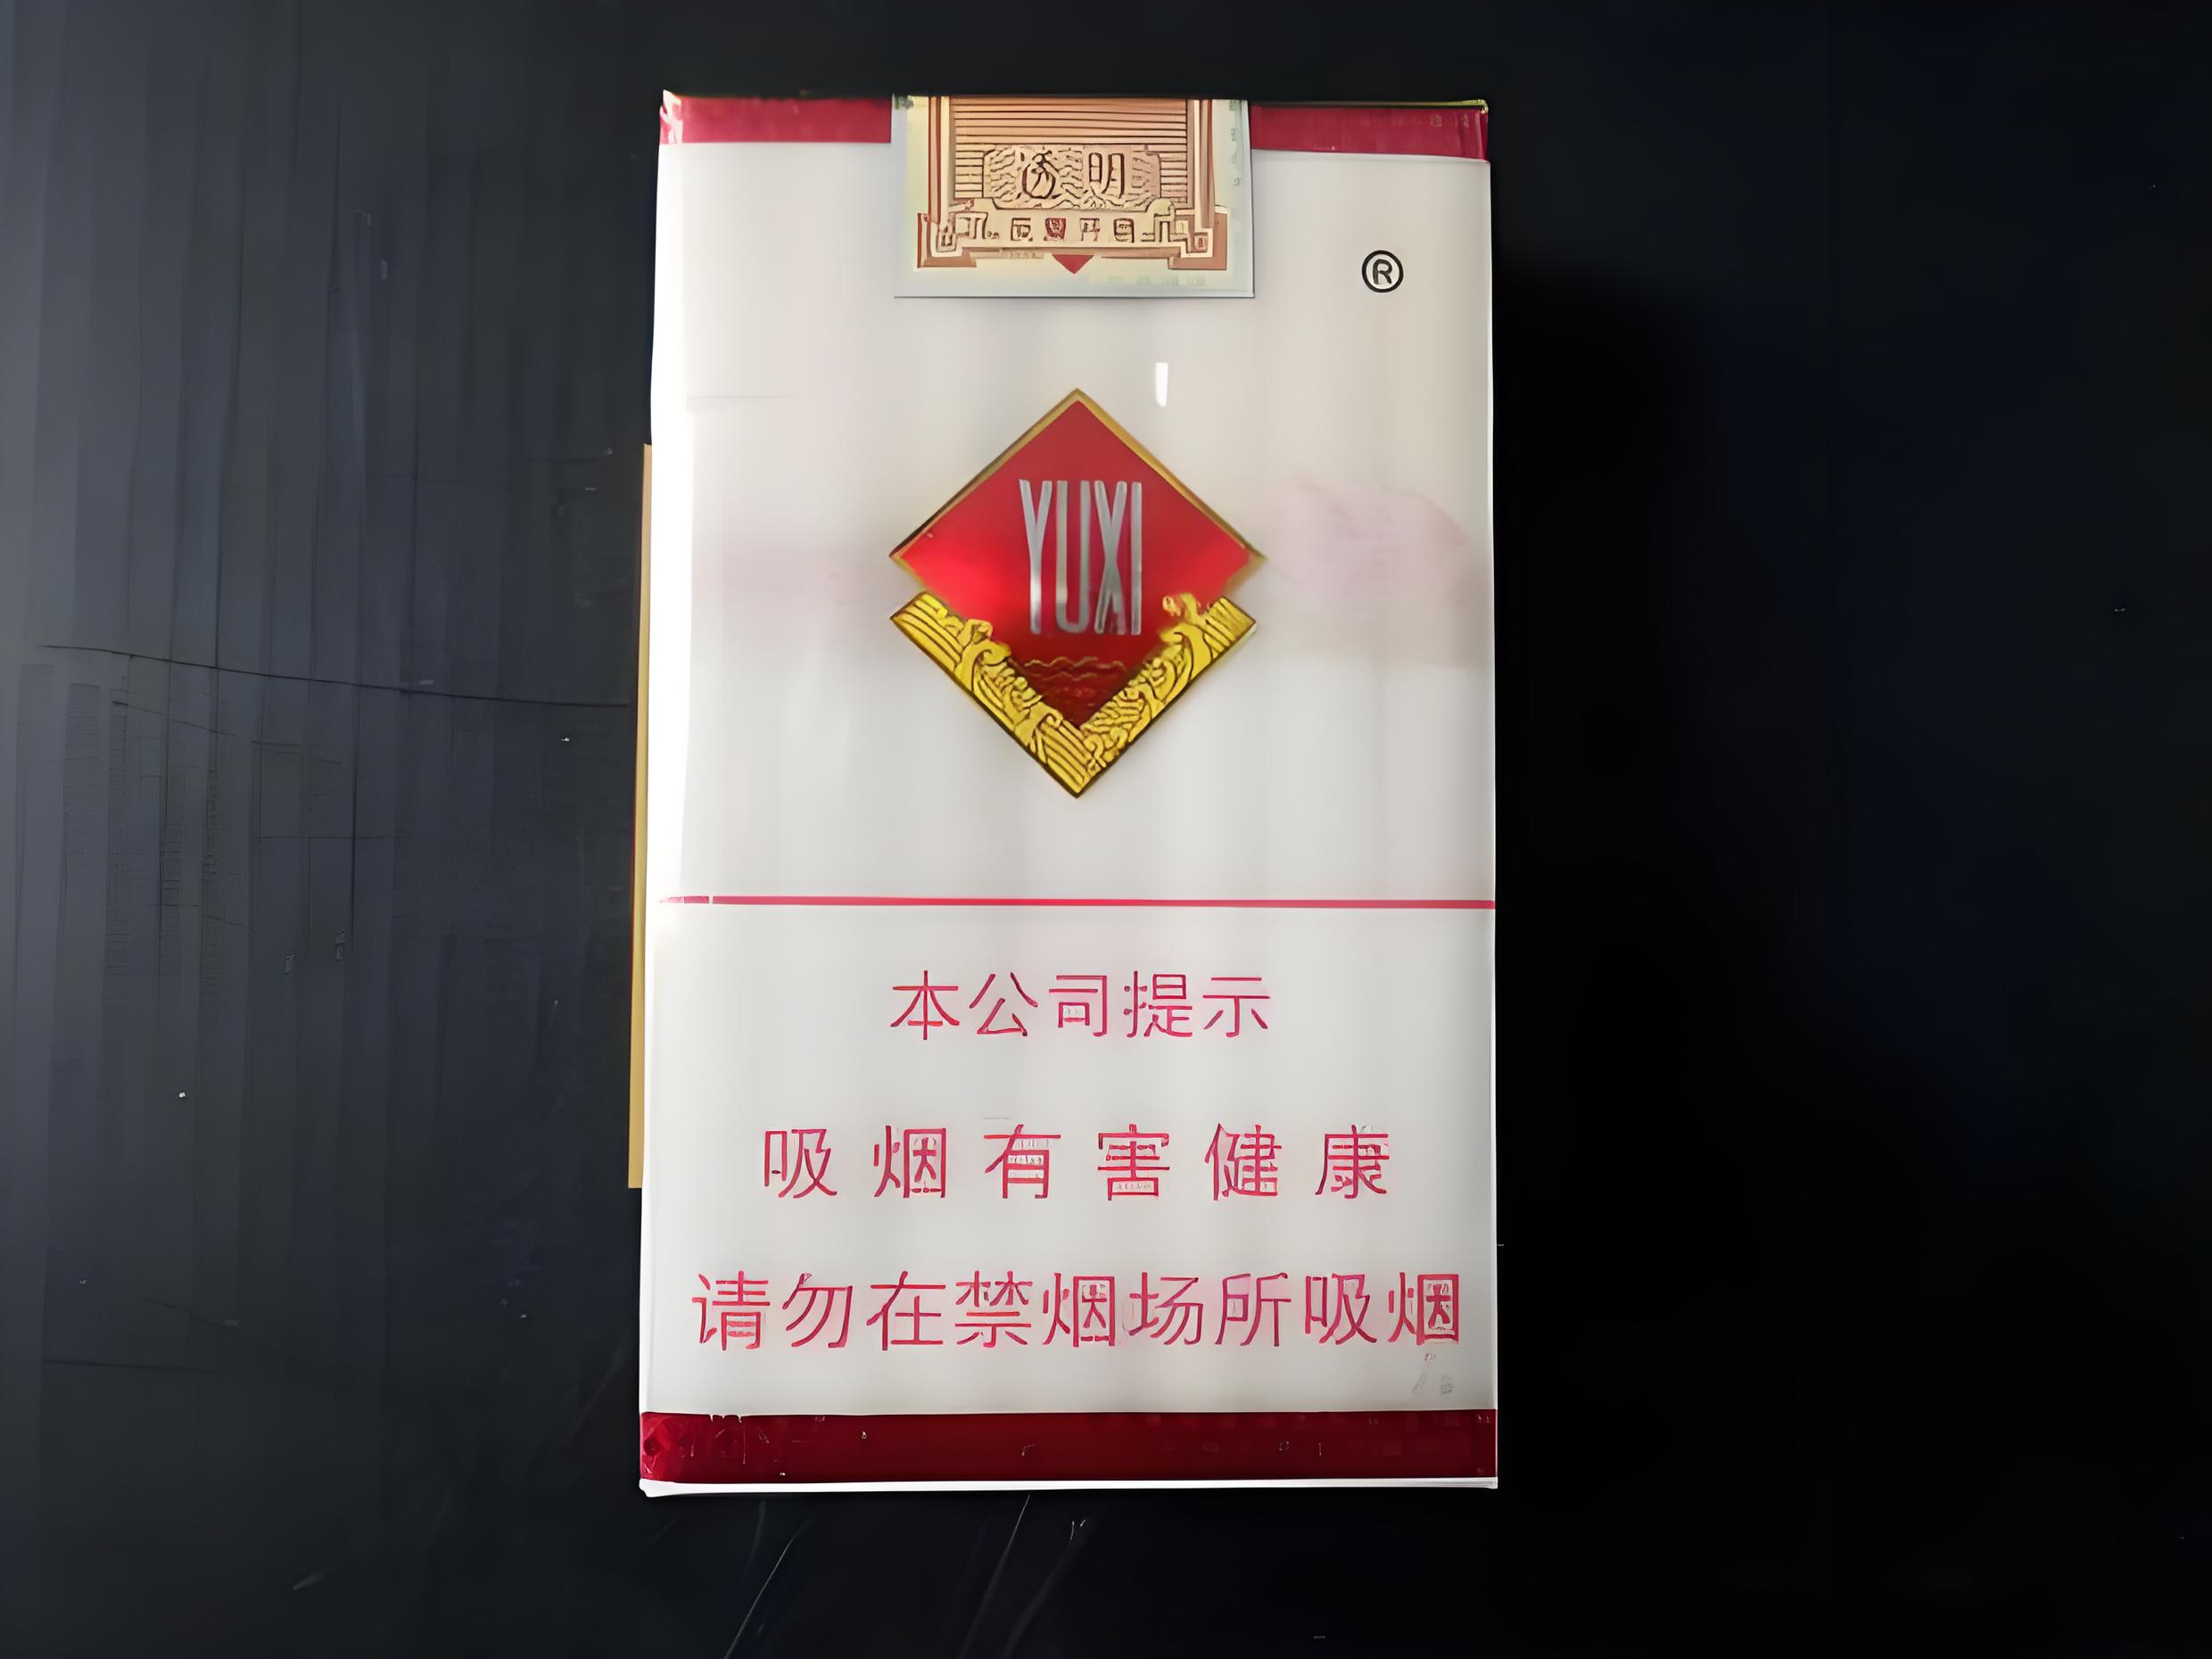 透明
®
YUXI
本公司提示
吸烟有害健康
请勿在禁烟场所吸烟